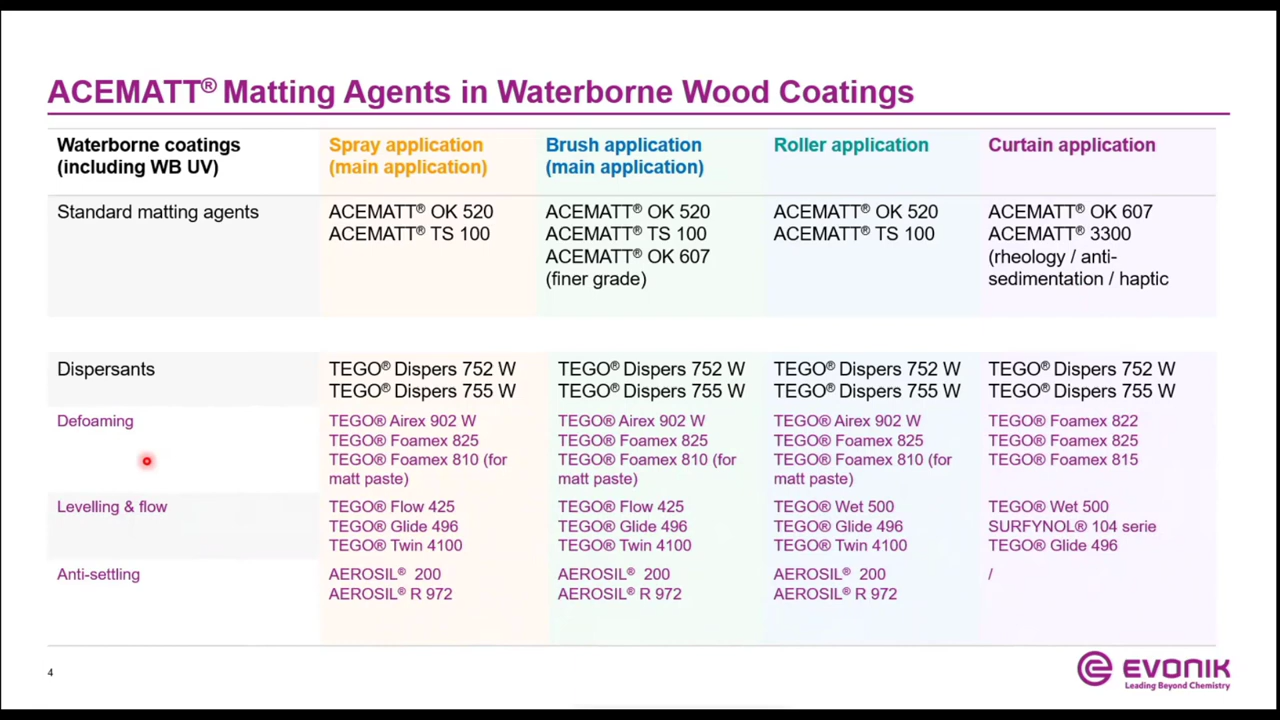 ACEMATT® Matting Agents in Waterborne Wood Coatings
Waterborne coatings
(including WB UV)
Spray application
(main application)
Brush application
(main application)
Roller application
Curtain application
Standard matting agents
ACEMATT® OK 520
ACEMATT® TS 100
ACEMATT® OK 520
ACEMATT® TS 100
ACEMATT® OK 607
(finer grade)
ACEMATT® OK 520
ACEMATT® TS 100
ACEMATT® OK 607
ACEMATT® 3300
(rheology / anti-
sedimentation / haptic
Dispersants
TEGO® Dispers 752 W
TEGO® Dispers 755 W
TEGO® Dispers 752 W
TEGO® Dispers 755 W
TEGO® Dispers 752 W
TEGO® Dispers 755 W
TEGO® Dispers 752 W
TEGO® Dispers 755 W
Defoaming
TEGO® Airex 902 W
TEGO® Foamex 825
TEGO® Foamex 810 (for
matt paste)
TEGO® Airex 902 W
TEGO® Foamex 825
TEGO® Foamex 810 (for
matt paste)
TEGO® Airex 902 W
TEGO® Foamex 825
TEGO® Foamex 810 (for
matt paste)
TEGO® Foamex 822
TEGO® Foamex 825
TEGO® Foamex 815
Levelling & flow
TEGO® Flow 425
TEGO® Glide 496
TEGO® Twin 4100
TEGO® Flow 425
TEGO® Glide 496
TEGO® Twin 4100
TEGO® Wet 500
TEGO® Glide 496
TEGO® Twin 4100
TEGO® Wet 500
SURFYNOL® 104 serie
TEGO® Glide 496
Anti-settling
AEROSIL® 200
AEROSIL® R 972
AEROSIL® 200
AEROSIL® R 972
AEROSIL® 200
AEROSIL® R 972
/
4
EVONIK
Leading Beyond Chemistry